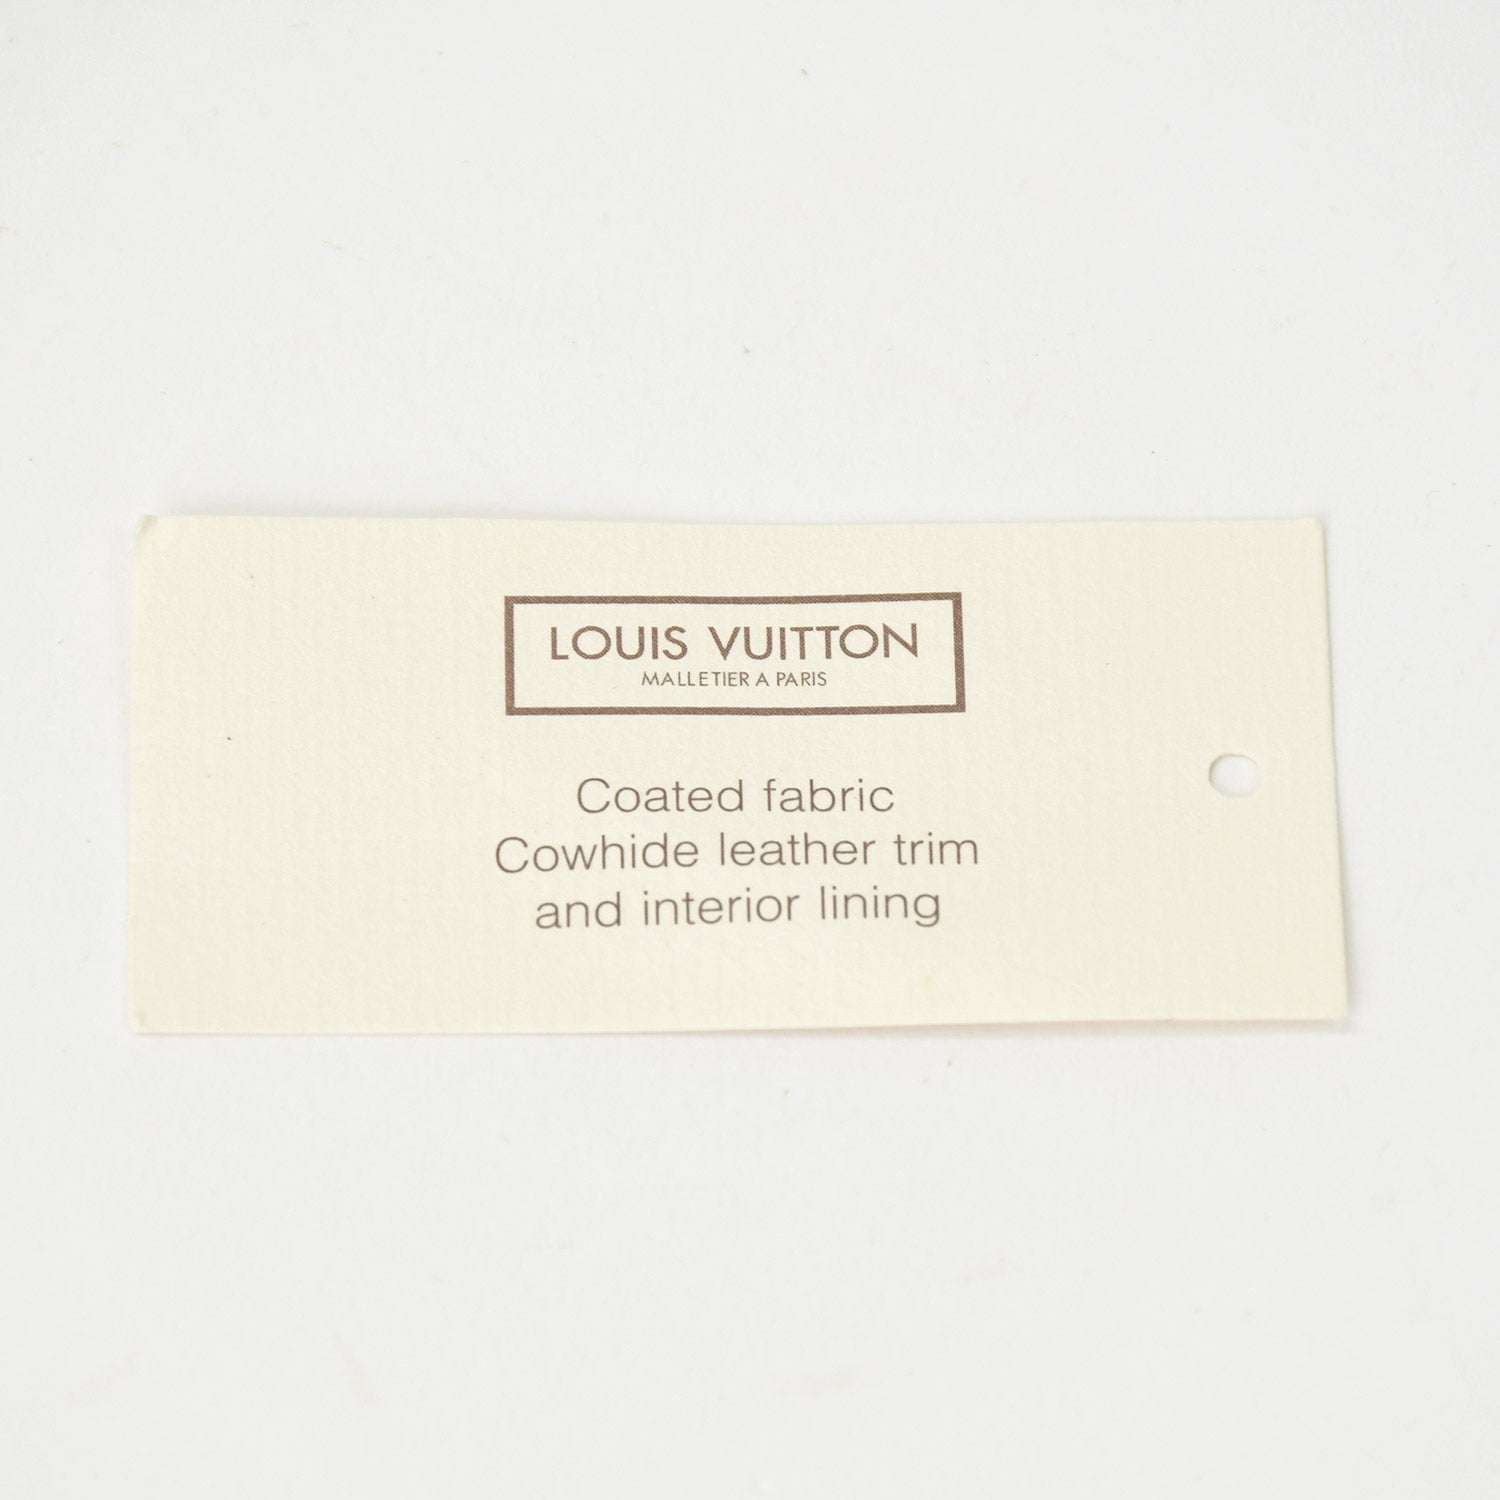 LOUIS VUITTON
MALLETIER A PARIS
Coated fabric
Cowhide leather trim
and interior lining